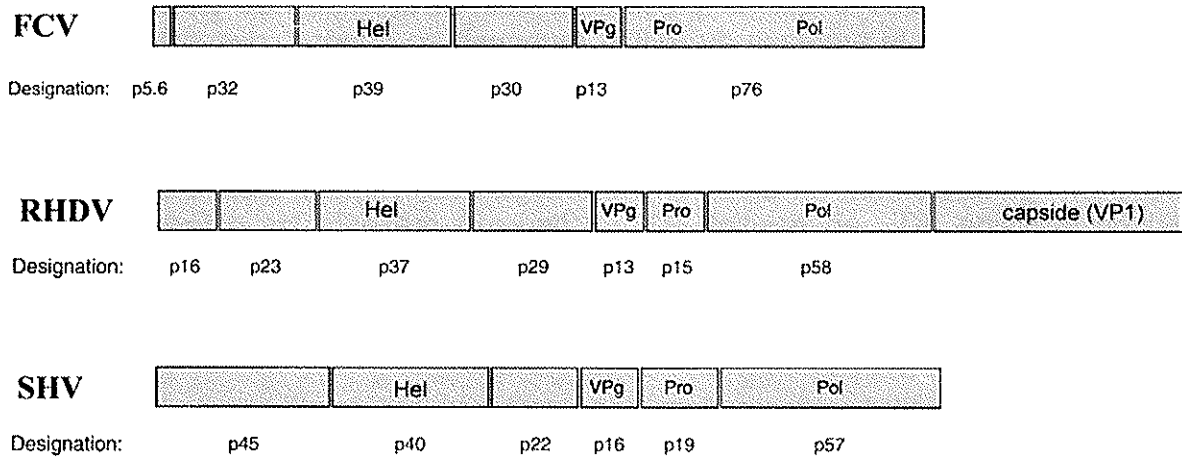 FCV Hel VPg Pro Pol
Designation: p5.6 p32 p39 p30 p13 p76
RHDV Hel VPg Pro Pol capside (VP1)
Designation: p16 p23 p37 p29 p13 p15 p58
SHV Hel VPg Pro Pol
Designation: p45 p40 p22 p16 p19 p57